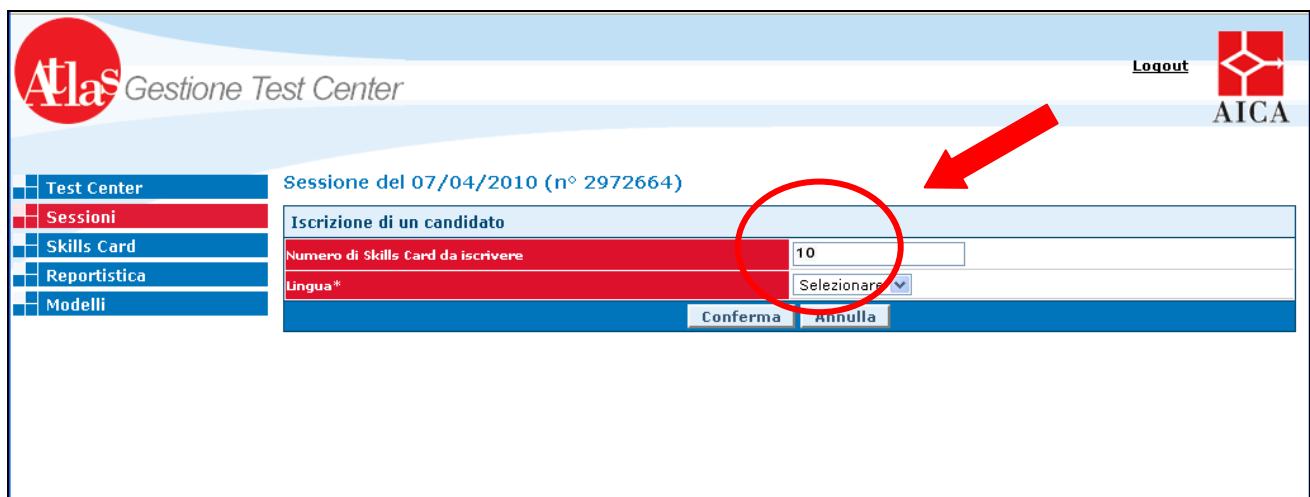 Atlas Gestione Test Center
Logout
AICA
Test Center
Sessioni
Skills Card
Reportistica
Modelli
Sessione del 07/04/2010 (n° 2972664)
Iscrizione di un candidato
Numero di Skills Card da iscrivere 10
Lingua* Selezionare
Conferma Annulla